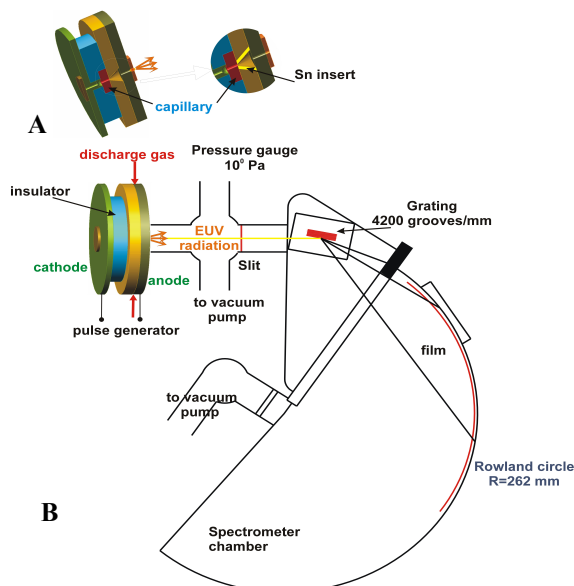 Sn insert
capillary
A
discharge gas
Pressure gauge
10⁰ Pa
insulator
Grating
4200 grooves/mm
EUV
radiation
cathode
Slit
anode
to vacuum
pump
pulse generator
film
to vacuum
pump
Rowland circle
R=262 mm
B
Spectrometer
chamber